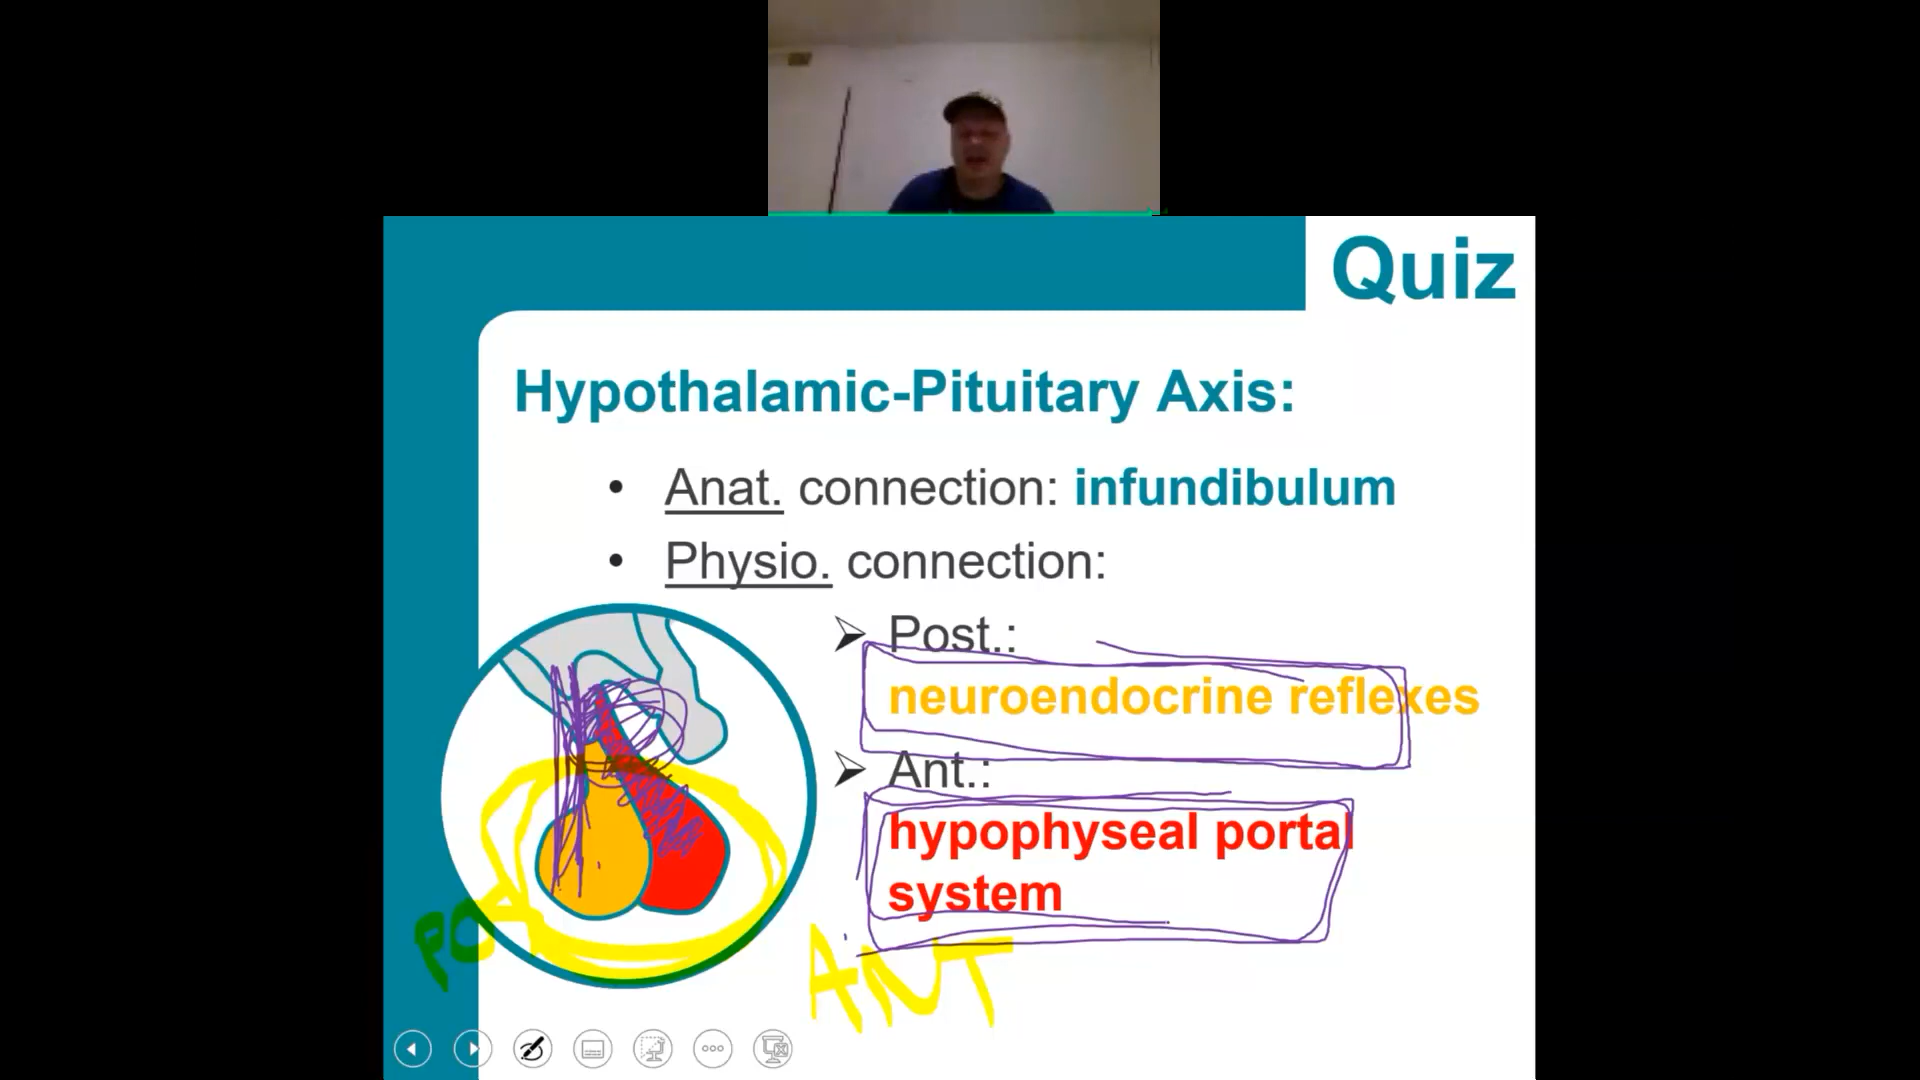 Quiz
Hypothalamic-Pituitary Axis:
• Anat. connection: infundibulum
• Physio. connection:
➢ Post.:
neuroendocrine reflexes
➢ Ant.:
hypophyseal portal
system
ANT